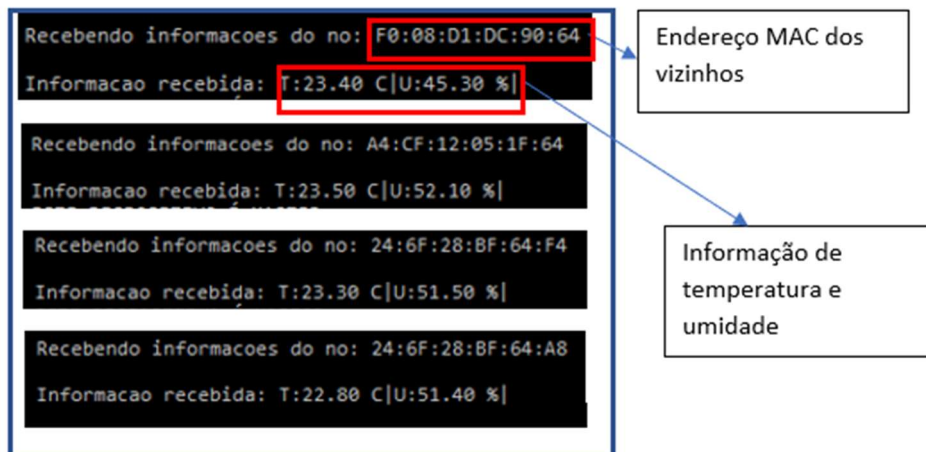 Recebendo informacoes do no: F0:08:D1:DC:90:64
Informacao recebida: T:23.40 C|U:45.30 %|
Endereço MAC dos
vizinhos
Recebendo informacoes do no: A4:CF:12:05:1F:64
Informacao recebida: T:23.50 C|U:52.10 %|
Recebendo informacoes do no: 24:6F:28:BF:64:F4
Informacao recebida: T:23.30 C|U:51.50 %|
Informação de
temperatura e
umidade
Recebendo informacoes do no: 24:6F:28:BF:64:A8
Informacao recebida: T:22.80 C|U:51.40 %|